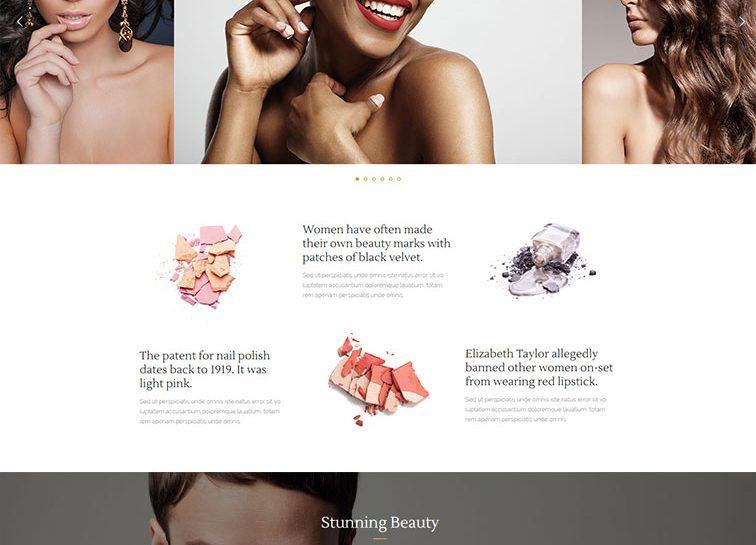 Women have often made
their own beauty marks with
patches of black velvet.
Sed ut perspiciatis unde omnis iste natus error sit vo
luptatem accusantium doloremque lauatium, totam
rem aperiam perspiciatis unde omnis.
The patent for nail polish
dates back to 1919. It was
light pink.
Sed ut perspiciatis unde omnis iste natus error sit vo
luptatem accusantium doloremque lauatium, totam
rem aperiam perspiciatis unde omnis.
Elizabeth Taylor allegedly
banned other women on-set
from wearing red lipstick.
Sed ut perspiciatis unde omnis iste natus error sit vo
luptatem accusantium doloremque lauatium, totam
rem aperiam perspiciatis unde omnis.
Stunning Beauty